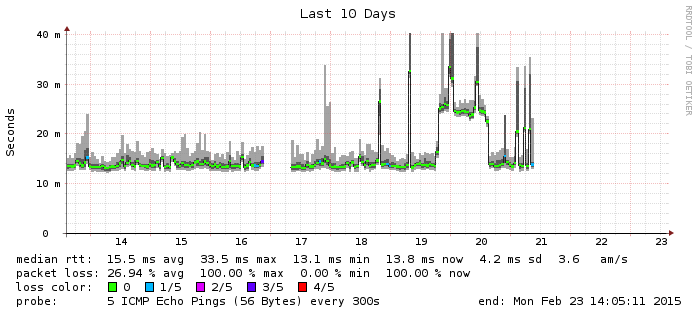 Last 10 Days
RRDTOOL / TOBI OETIKER
Seconds
40 m
30 m
20 m
10 m
0
14 15 16 17 18 19 20 21 22 23
median rtt: 15.5 ms avg 33.5 ms max 13.1 ms min 13.8 ms now 4.2 ms sd 3.6 am/s
packet loss: 26.94 % avg 100.00 % max 0.00 % min 100.00 % now
loss color: 0 1/5 2/5 3/5 4/5
probe: 5 ICMP Echo Pings (56 Bytes) every 300s end: Mon Feb 23 14:05:11 2015